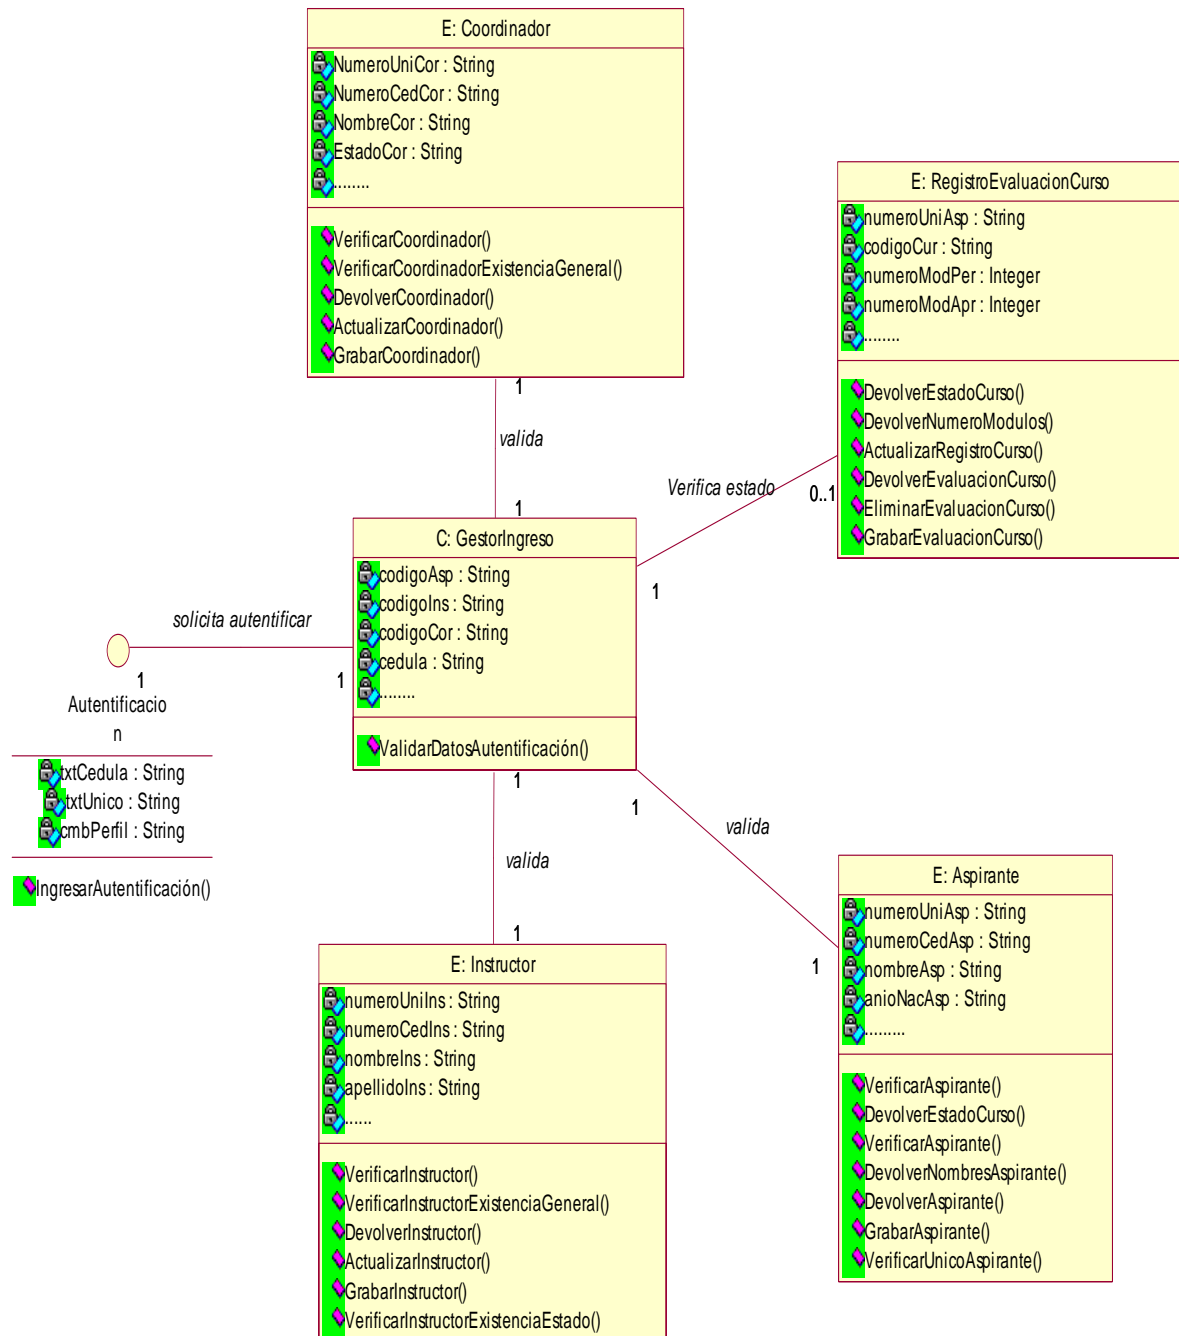 E: Coordinador
NumeroUniCor : String
NumeroCedCor : String
NombreCor : String
EstadoCor : String
........
VerificarCoordinador()
VerificarCoordinadorExistenciaGeneral()
DevolverCoordinador()
ActualizarCoordinador()
GrabarCoordinador()
1
valida
1
E: RegistroEvaluacionCurso
numeroUniAsp : String
codigoCur : String
numeroModPer : Integer
numeroModApr : Integer
........
DevolverEstadoCurso()
DevolverNumeroModulos()
ActualizarRegistroCurso()
DevolverEvaluacionCurso()
EliminarEvaluacionCurso()
GrabarEvaluacionCurso()
Verifica estado
0..1
1
C: GestorIngreso
codigoAsp : String
codigoIns : String
codigoCor : String
cedula : String
........
ValidarDatosAutentificación()
solicita autentificar
1
1
Autentificacio
n
txtCedula : String
txtUnico : String
cmbPerfil : String
IngresarAutentificación()
1
valida
1
1
valida
1
E: Instructor
numeroUniIns : String
numeroCedIns : String
nombreIns : String
apellidoIns : String
......
VerificarInstructor()
VerificarInstructorExistenciaGeneral()
DevolverInstructor()
ActualizarInstructor()
GrabarInstructor()
VerificarInstructorExistenciaEstado()
E: Aspirante
numeroUniAsp : String
numeroCedAsp : String
nombreAsp : String
anioNacAsp : String
.........
VerificarAspirante()
DevolverEstadoCurso()
VerificarAspirante()
DevolverNombresAspirante()
DevolverAspirante()
GrabarAspirante()
VerificarUnicoAspirante()